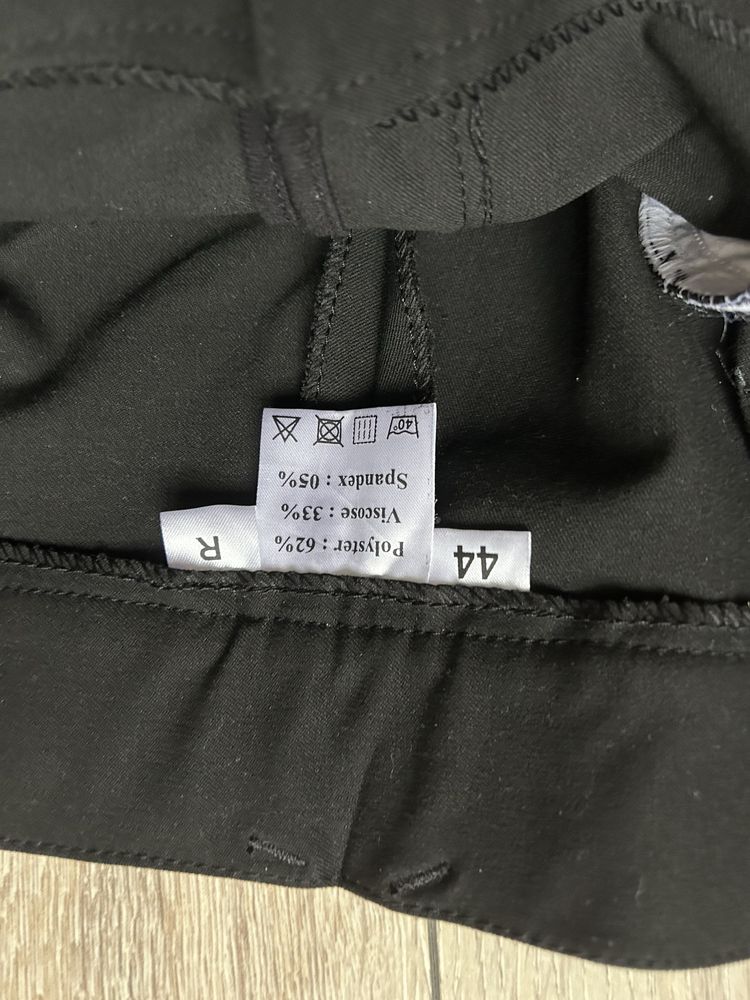 44
R
Polyster : 62%
Viscose : 33%
Spandex : 05%
40°